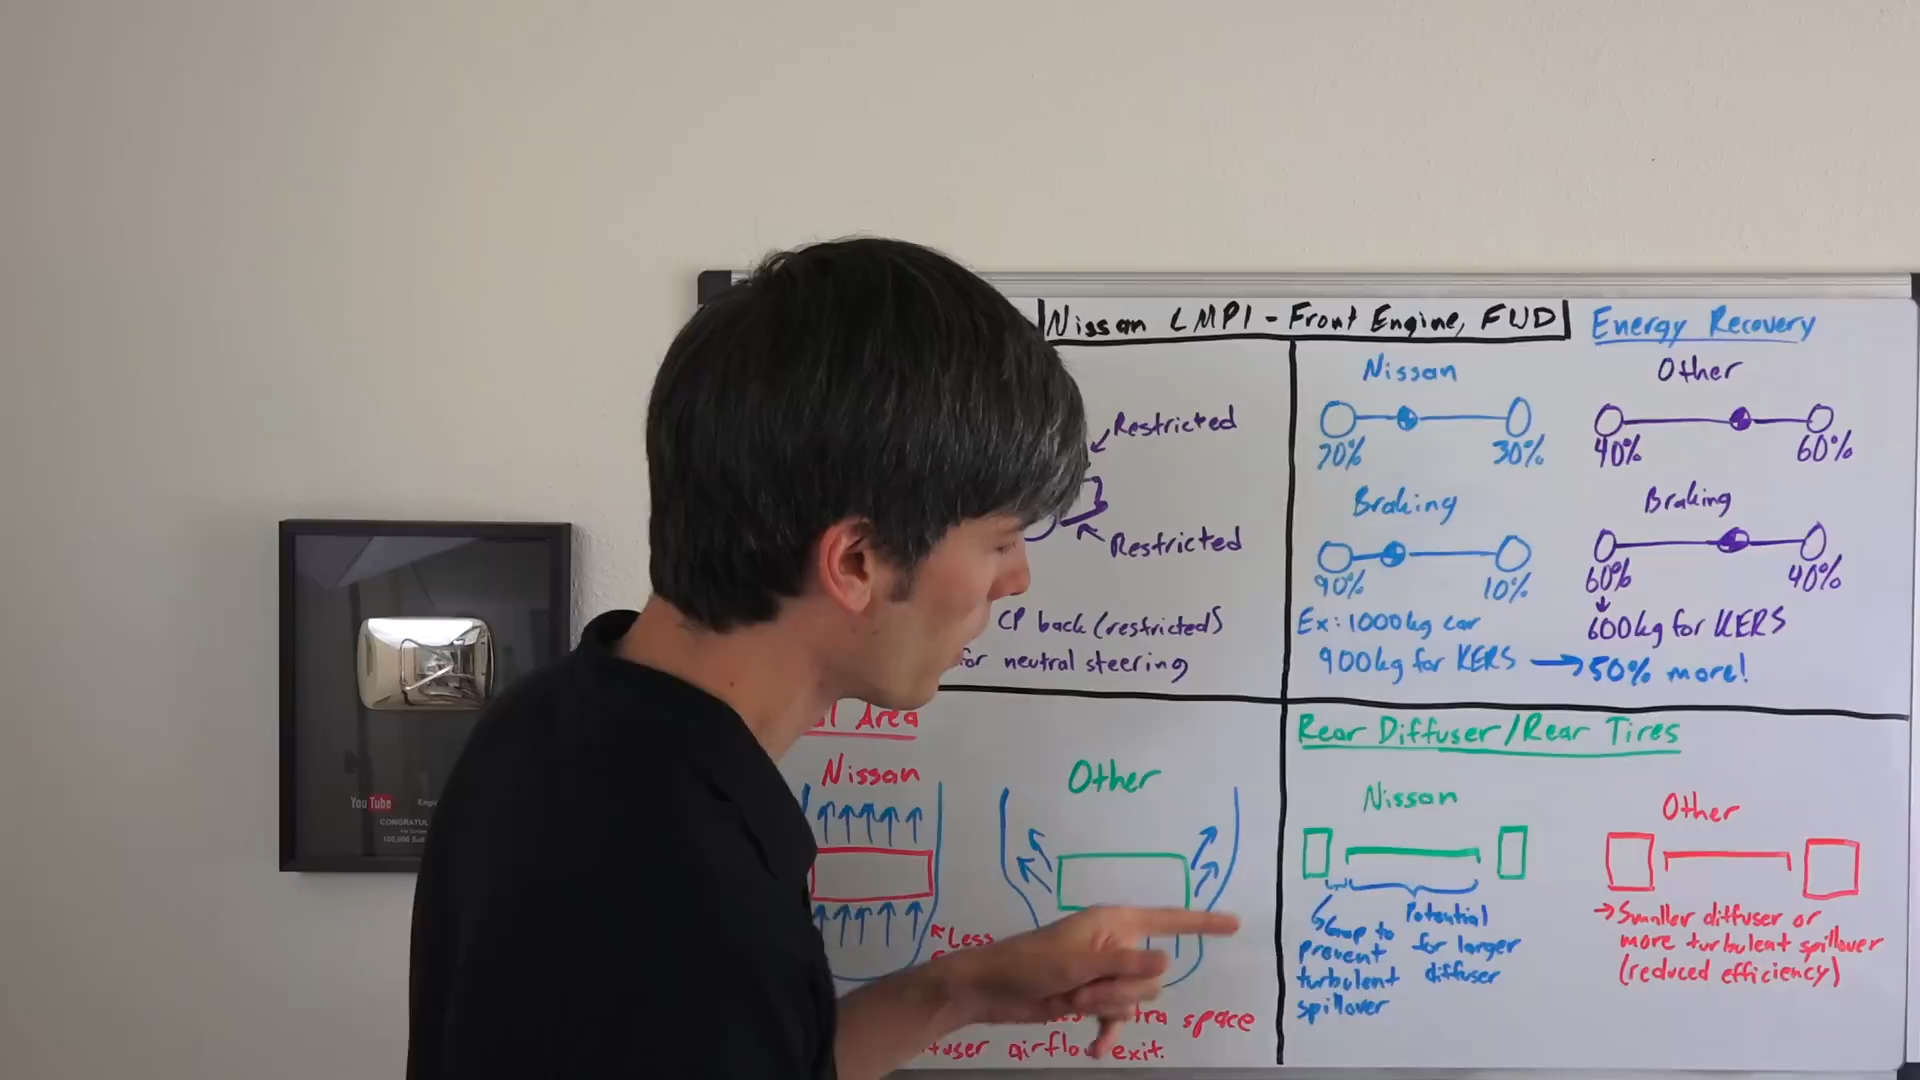 Nissan LMP1 - Front Engine, FWD
Restricted
Restricted
CP back (restricted)
for neutral steering
Energy Recovery
Nissan
Other
70%
30%
40%
60%
Braking
Braking
90%
10%
60%
40%
Ex: 1000kg car
900kg for KERS → 50% more!
600kg for KERS
Area
Nissan
Other
Less
space
airflow exit.
Rear Diffuser/Rear Tires
Nissan
Other
Gap to
prevent
turbulent
spillover
Potential
for larger
diffuser
→ Smaller diffuser or
more turbulent spillover
(reduced efficiency)
YouTube